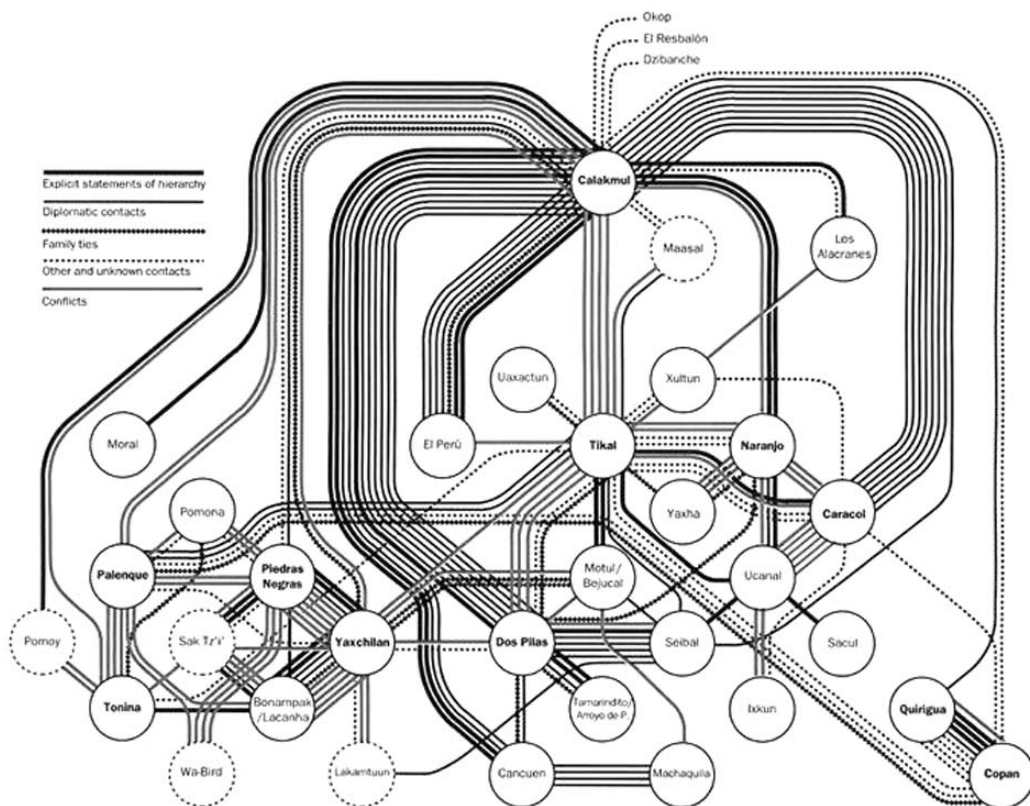 Okop
El Resbalón
Dzibanche
Calakmul
Explicit statements of hierarchy
Diplomatic contacts
Family ties
Other and unknown contacts
Conflicts
Maasal
Los
Alacranes
Uaxactun
Xultun
Moral
El Perù
Tikal
Naranjo
Pomona
Yaxha
Caracol
Palenque
Piedras
Negras
Motul/
Bejucal
Ucanal
Pomoy
Sak Tz'i'
Yaxchilan
Dos Pilas
Seibal
Sacul
Tonina
Bonampak
/Lacanha
Tamarindito/
Arroyo de P.
Ixkun
Quirigua
Wa-Bird
Lakamtuun
Cancuen
Machaquila
Copan